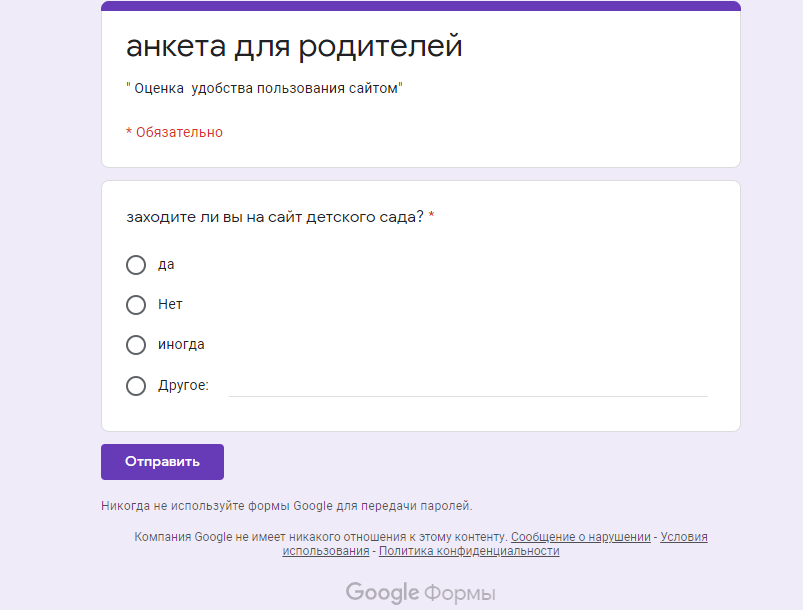 анкета для родителей
" Оценка  удобства пользования сайтом"
* Обязательно
заходите ли вы на сайт детского сада? *
да
Нет
иногда
Другое:
Отправить
Никогда не используйте формы Google для передачи паролей.
Компания Google не имеет никакого отношения к этому контенту. Сообщение о нарушении - Условия
использования - Политика конфиденциальности
Google Формы